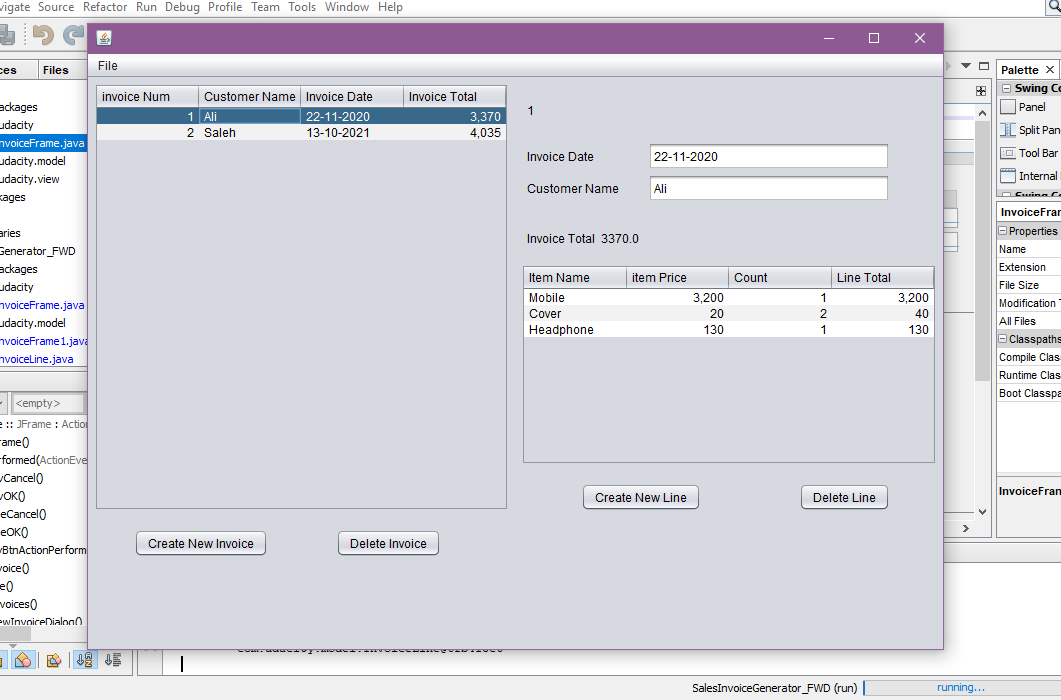 vigate Source Refactor Run Debug Profile Team Tools Window Help
ces Files
ackages
udacity
nvoiceFrame.java
udacity.model
udacity.view
kages
aries
Generator_FWD
ackages
udacity
nvoiceFrame.java
udacity.model
nvoiceFrame1.java
nvoiceLine.java
<empty>
e :: JFrame : Action
rame()
rformed(ActionEve
vCancel()
vOK()
eCancel()
eOK()
vBtnActionPerform
voice()
e()
nvoices()
ewInvoiceDialog()
File
invoice Num Customer Name Invoice Date Invoice Total
1 Ali 22-11-2020 3,370
2 Saleh 13-10-2021 4,035
Create New Invoice Delete Invoice
1
Invoice Date 22-11-2020
Customer Name Ali
Invoice Total 3370.0
Item Name item Price Count Line Total
Mobile 3,200 1 3,200
Cover 20 2 40
Headphone 130 1 130
Create New Line Delete Line
Palette
Swing Co
Panel
Split Pan
Tool Bar
Internal
Swing Co
InvoiceFran
Properties
Name
Extension
File Size
Modification T
All Files
Classpaths
Compile Clas
Runtime Clas
Boot Classpa
InvoiceFran
SalesInvoiceGenerator_FWD (run) running...